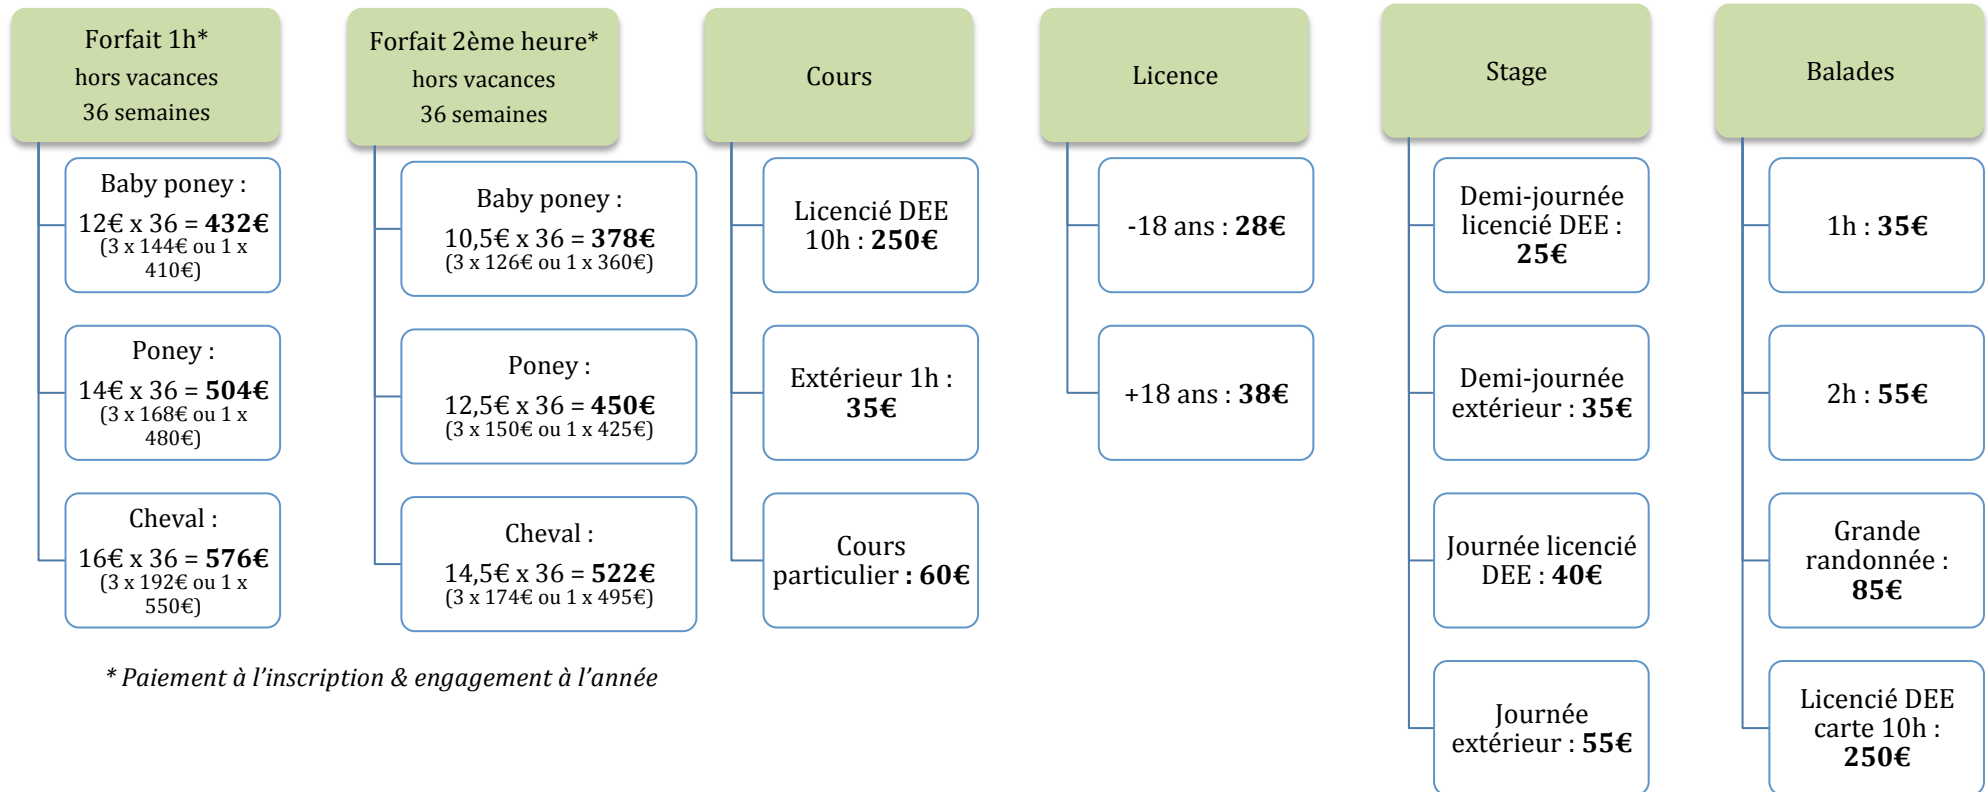 Forfait 1h*
hors vacances
36 semaines
Baby poney :
12€ x 36 = 432€
(3 x 144€ ou 1 x
410€)
Poney :
14€ x 36 = 504€
(3 x 168€ ou 1 x
480€)
Cheval :
16€ x 36 = 576€
(3 x 192€ ou 1 x
550€)
Forfait 2ème heure*
hors vacances
36 semaines
Baby poney :
10,5€ x 36 = 378€
(3 x 126€ ou 1 x 360€)
Poney :
12,5€ x 36 = 450€
(3 x 150€ ou 1 x 425€)
Cheval :
14,5€ x 36 = 522€
(3 x 174€ ou 1 x 495€)
Cours
Licencié DEE
10h : 250€
Extérieur 1h :
35€
Cours
particulier : 60€
Licence
-18 ans : 28€
+18 ans : 38€
Stage
Demi-journée
licencié DEE :
25€
Demi-journée
extérieur : 35€
Journée licencié
DEE : 40€
Journée
extérieur : 55€
Balades
1h : 35€
2h : 55€
Grande
randonnée :
85€
Licencié DEE
carte 10h :
250€
* Paiement à l'inscription & engagement à l'année